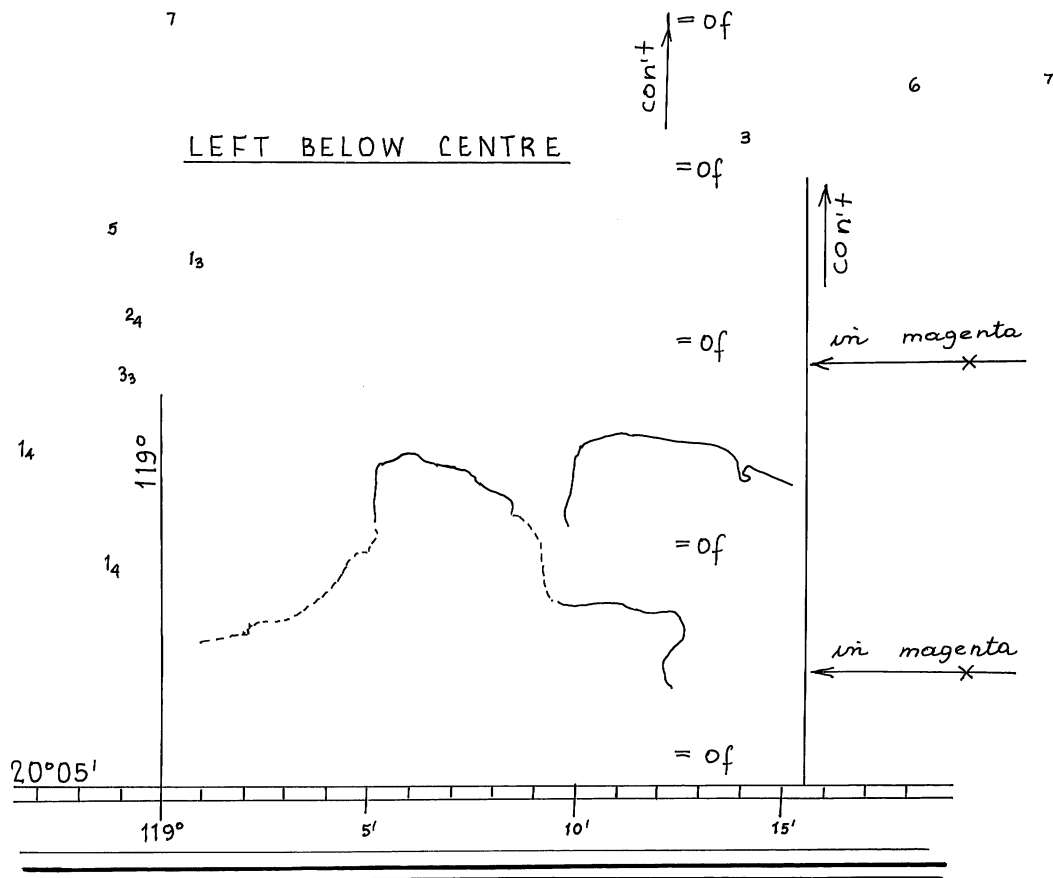 7
= of
con't
6
7
3
LEFT BELOW CENTRE
= of
con't
5
1₃
2₄
in magenta
= of
3₃
1₄
119°
= of
1₄
in magenta
= of
20°05'
119° 5' 10' 15'